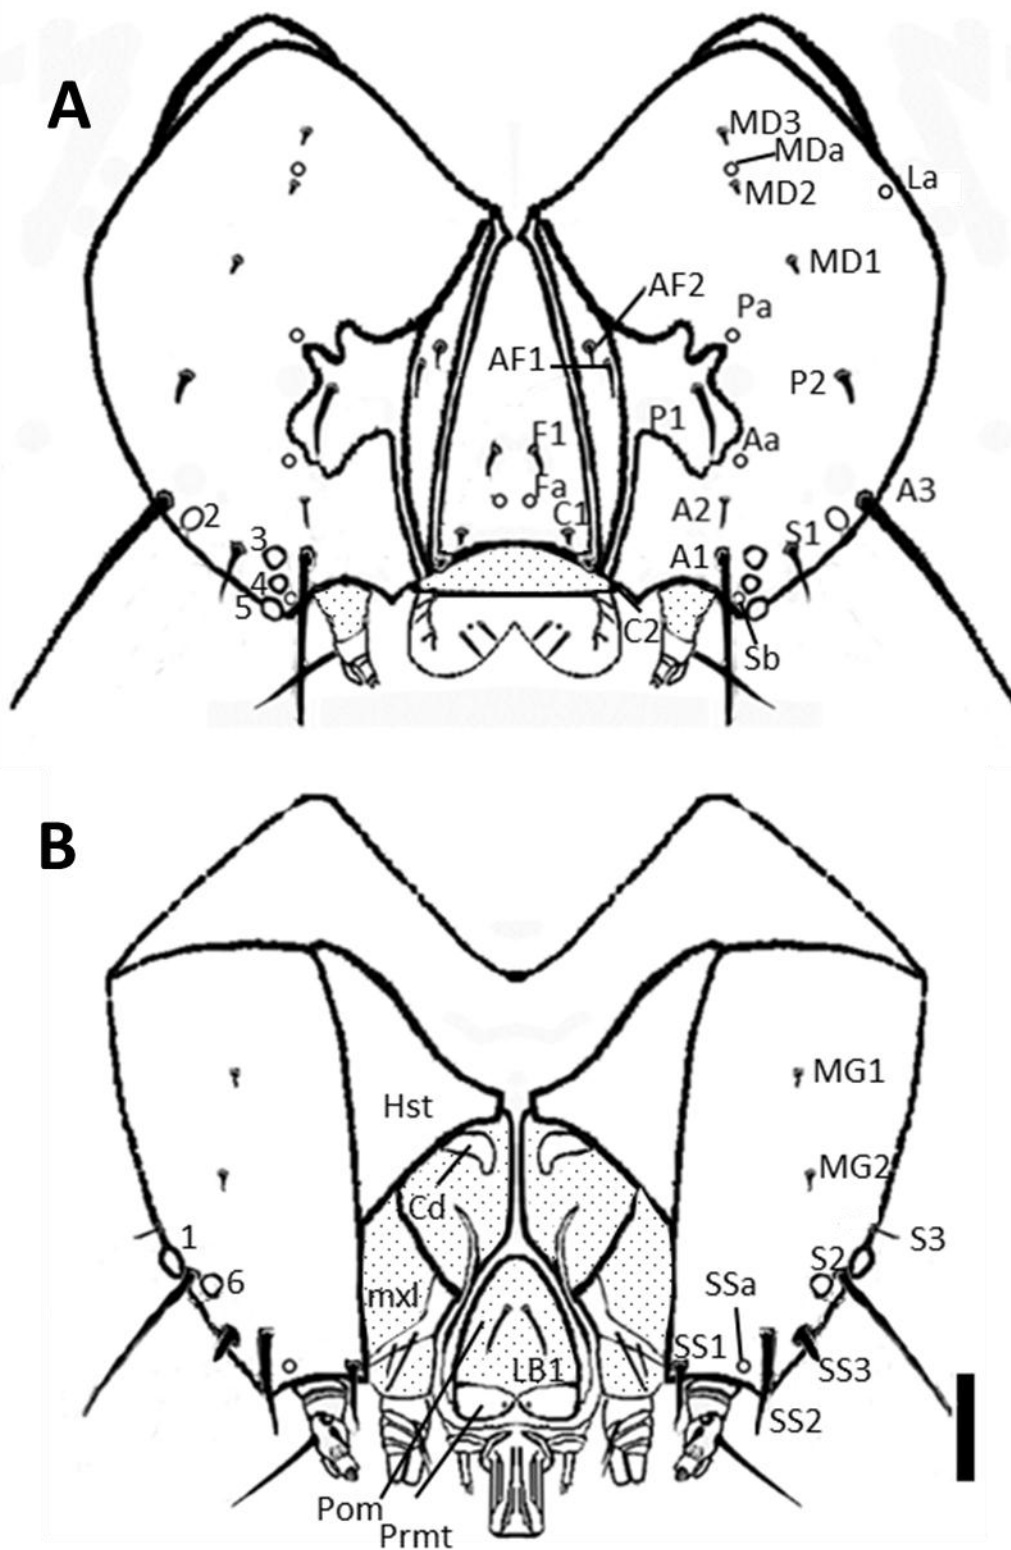 A
MD3
MDa
MD2
La
MD1
AF2
Pa
AF1
P2
P1
F1
Aa
Fa
A3
A2
C1
2
S1
3
A1
4
5
C2
Sb
B
MG1
Hst
MG2
Cd
1
S3
S2
6
SSa
mxl
SS1
LB1
SS3
SS2
Pom
Prmt